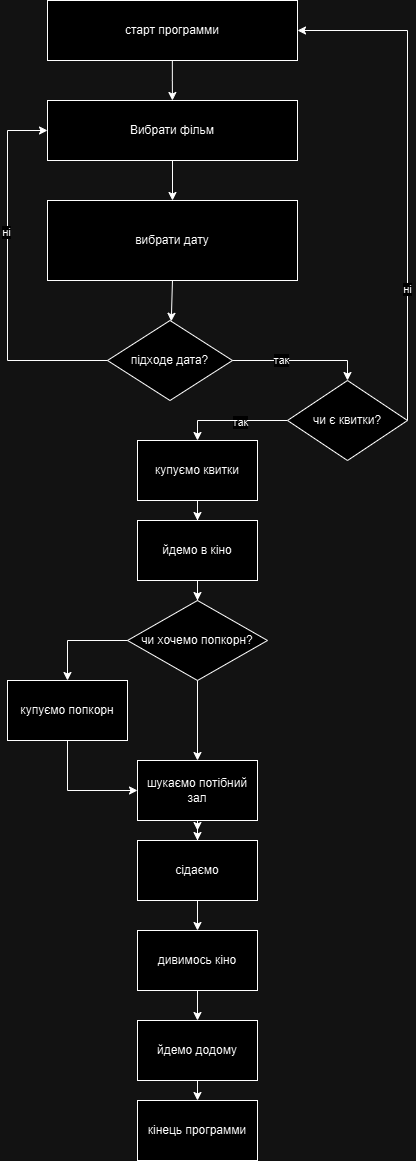 старт программи
Вибрати фільм
ні
вибрати дату
ні
підходе дата?
так
чи є квитки?
так
купуємо квитки
йдемо в кіно
чи хочемо попкорн?
купуємо попкорн
шукаємо потібний
зал
сідаємо
дивимось кіно
йдемо додому
кінець программи